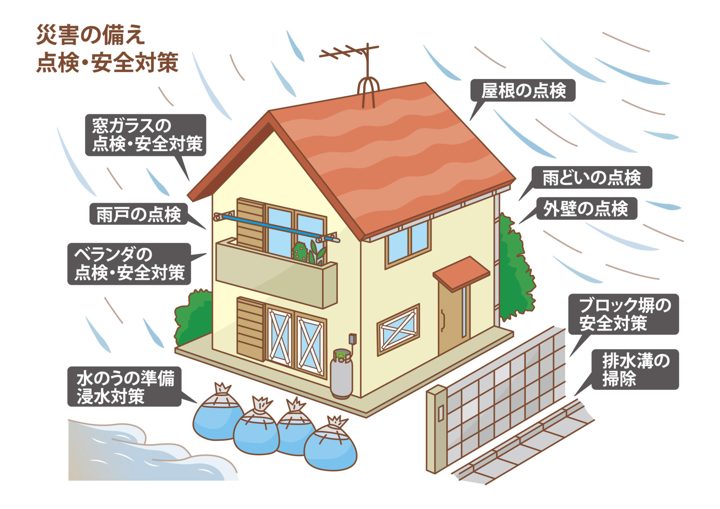 災害の備え
点検・安全対策
屋根の点検
窓ガラスの
点検・安全対策
雨どいの点検
外壁の点検
雨戸の点検
ベランダの
点検・安全対策
ブロック塀の
安全対策
排水溝の
掃除
水のうの準備
浸水対策